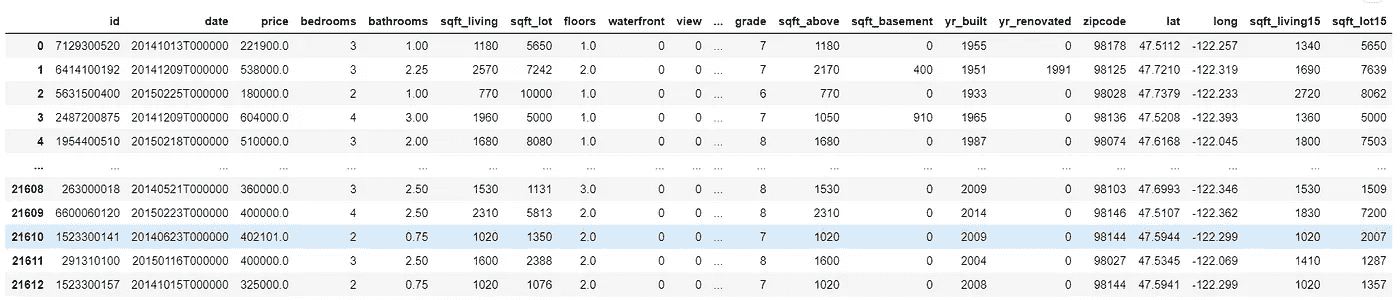 id date price bedrooms bathrooms sqft_living sqft_lot floors waterfront view ... grade sqft_above sqft_basement yr_built yr_renovated zipcode lat long sqft_living15 sqft_lot15
0 7129300520 20141013T000000 221900.0 3 1.00 1180 5650 1.0 0 0 ... 7 1180 0 1955 0 98178 47.5112 -122.257 1340 5650
1 6414100192 20141209T000000 538000.0 3 2.25 2570 7242 2.0 0 0 ... 7 2170 400 1951 1991 98125 47.7210 -122.319 1690 7639
2 5631500400 20150225T000000 180000.0 2 1.00 770 10000 1.0 0 0 ... 6 770 0 1933 0 98028 47.7379 -122.233 2720 8062
3 2487200875 20141209T000000 604000.0 4 3.00 1960 5000 1.0 0 0 ... 7 1050 910 1965 0 98136 47.5208 -122.393 1360 5000
4 1954400510 20150218T000000 510000.0 3 2.00 1680 8080 1.0 0 0 ... 8 1680 0 1987 0 98074 47.6168 -122.045 1800 7503
... ... ... ... ... ... ... ... ... ... ... ... ... ... ... ... ... ... ... ... ... ...
21608 263000018 20140521T000000 360000.0 3 2.50 1530 1131 3.0 0 0 ... 8 1530 0 2009 0 98103 47.6993 -122.346 1530 1509
21609 6600060120 20150223T000000 400000.0 4 2.50 2310 5813 2.0 0 0 ... 8 2310 0 2014 0 98146 47.5107 -122.362 1830 7200
21610 1523300141 20140623T000000 402101.0 2 0.75 1020 1350 2.0 0 0 ... 7 1020 0 2009 0 98144 47.5944 -122.299 1020 2007
21611 291310100 20150116T000000 400000.0 3 2.50 1600 2388 2.0 0 0 ... 8 1600 0 2004 0 98027 47.5345 -122.069 1410 1287
21612 1523300157 20141015T000000 325000.0 2 0.75 1020 1076 2.0 0 0 ... 7 1020 0 2008 0 98144 47.5941 -122.299 1020 1357